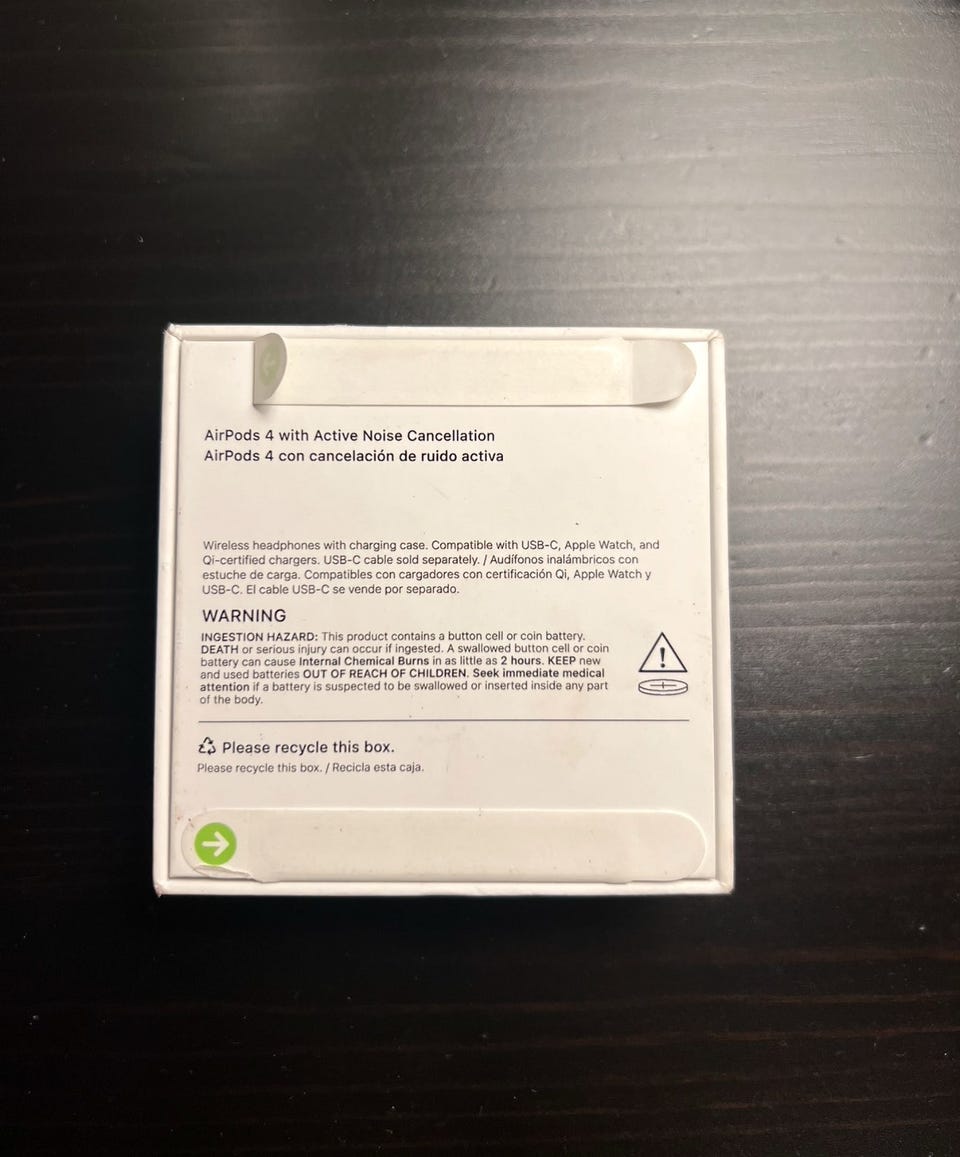 AirPods 4 with Active Noise Cancellation
AirPods 4 con cancelación de ruido activa
Wireless headphones with charging case. Compatible with USB-C, Apple Watch, and
Qi-certified chargers. USB-C cable sold separately. / Audífonos inalámbricos con
estuche de carga. Compatibles con cargadores con certificación Qi, Apple Watch y
USB-C. El cable USB-C se vende por separado.
WARNING
INGESTION HAZARD: This product contains a button cell or coin battery.
DEATH or serious injury can occur if ingested. A swallowed button cell or coin
battery can cause Internal Chemical Burns in as little as 2 hours. KEEP new
and used batteries OUT OF REACH OF CHILDREN. Seek immediate medical
attention if a battery is suspected to be swallowed or inserted inside any part
of the body.
Please recycle this box.
Please recycle this box. / Recicla esta caja.